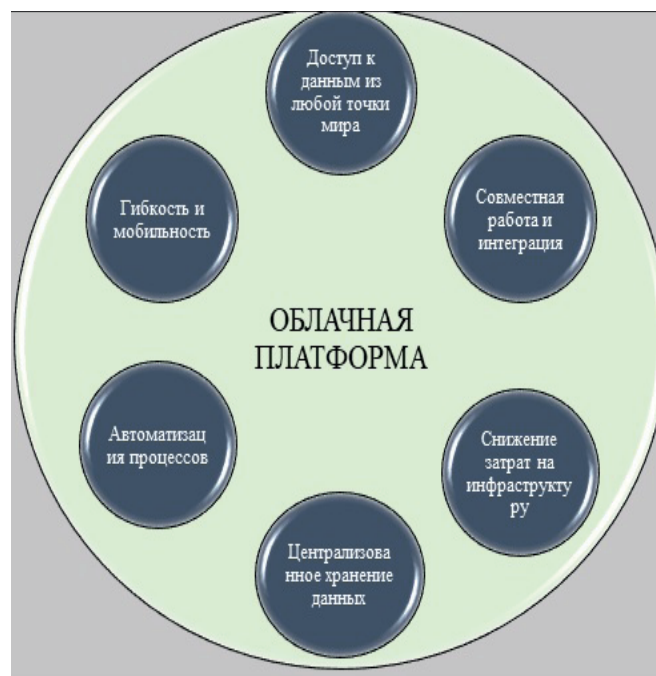 Доступ к
данным из
любой точки
мира
Гибкость и
мобильность
Совместная
работа и
интеграция
ОБЛАЧНАЯ
ПЛАТФОРМА
Автоматизац
ия процессов
Снижение
затрат на
инфраструкту
ру
Централизова
нное хранение
данных